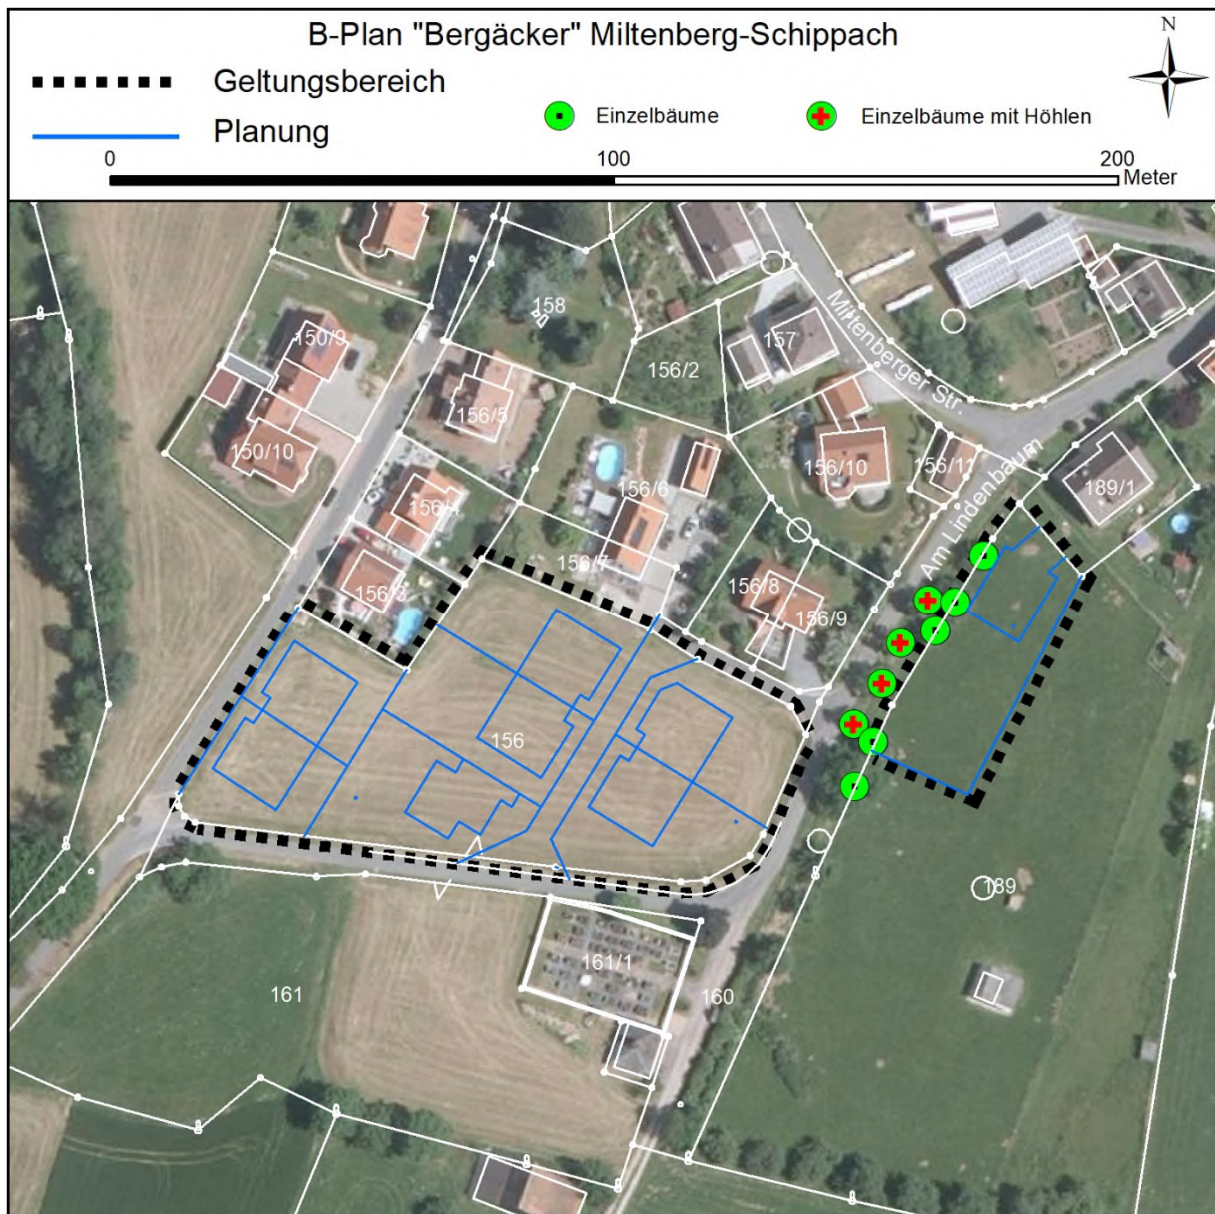 B-Plan "Bergäcker" Miltenberg-Schippach
N
Geltungsbereich
Planung
Einzelbäume
Einzelbäume mit Höhlen
0 100 200
Meter
158
150/9
157
Miltenberger Str.
156/2
156/5
150/10
156/10
156/11
156/6
189/1
156/4
Am Lindenbaum
156/7
156/3
156/8
156/9
156
189
161/1
161
160